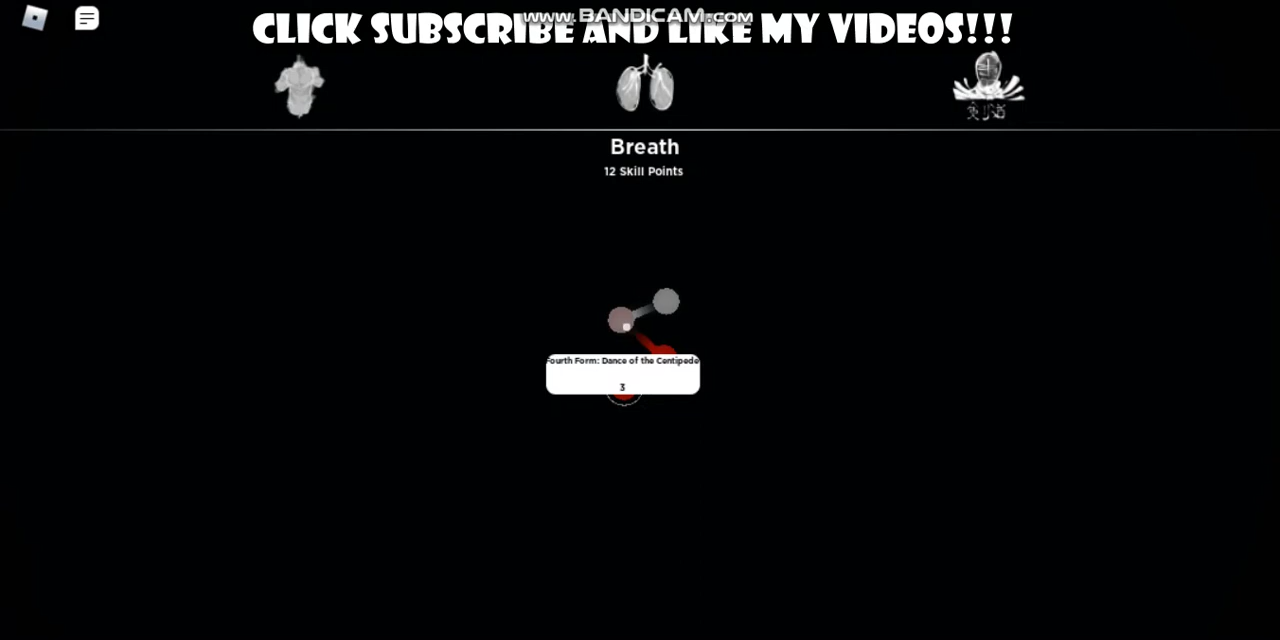 www.BANDICAM.com
CLICK SUBSCRIBE AND LIKE MY VIDEOS!!!
Breath
12 Skill Points
Fourth Form: Dance of the Centipede
3